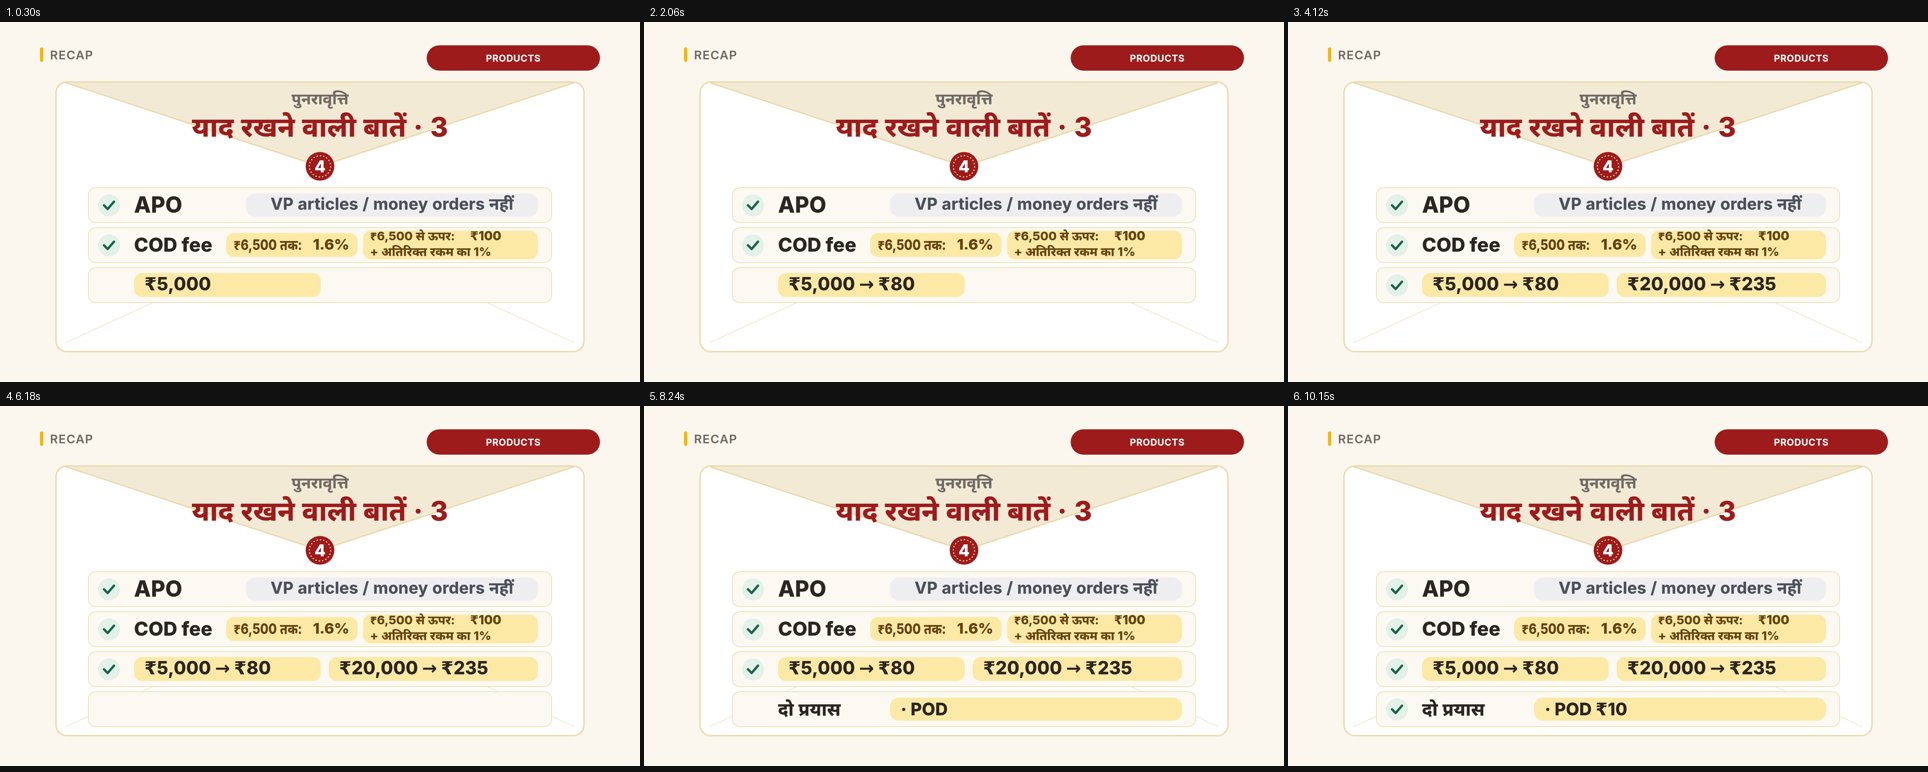 1. 0.30s
RECAP
PRODUCTS
पुनरावृत्ति
याद रखने वाली बातें · 3
4
APO VP articles / money orders नहीं
COD fee ₹6,500 तक: 1.6% ₹6,500 से ऊपर: ₹100
+ अतिरिक्त रकम का 1%
₹5,000
2. 2.06s
RECAP
PRODUCTS
पुनरावृत्ति
याद रखने वाली बातें · 3
4
APO VP articles / money orders नहीं
COD fee ₹6,500 तक: 1.6% ₹6,500 से ऊपर: ₹100
+ अतिरिक्त रकम का 1%
₹5,000 → ₹80
3. 4.12s
RECAP
PRODUCTS
पुनरावृत्ति
याद रखने वाली बातें · 3
4
APO VP articles / money orders नहीं
COD fee ₹6,500 तक: 1.6% ₹6,500 से ऊपर: ₹100
+ अतिरिक्त रकम का 1%
₹5,000 → ₹80 ₹20,000 → ₹235
4. 6.18s
RECAP
PRODUCTS
पुनरावृत्ति
याद रखने वाली बातें · 3
4
APO VP articles / money orders नहीं
COD fee ₹6,500 तक: 1.6% ₹6,500 से ऊपर: ₹100
+ अतिरिक्त रकम का 1%
₹5,000 → ₹80 ₹20,000 → ₹235
5. 8.24s
RECAP
PRODUCTS
पुनरावृत्ति
याद रखने वाली बातें · 3
4
APO VP articles / money orders नहीं
COD fee ₹6,500 तक: 1.6% ₹6,500 से ऊपर: ₹100
+ अतिरिक्त रकम का 1%
₹5,000 → ₹80 ₹20,000 → ₹235
दो प्रयास · POD
6. 10.15s
RECAP
PRODUCTS
पुनरावृत्ति
याद रखने वाली बातें · 3
4
APO VP articles / money orders नहीं
COD fee ₹6,500 तक: 1.6% ₹6,500 से ऊपर: ₹100
+ अतिरिक्त रकम का 1%
₹5,000 → ₹80 ₹20,000 → ₹235
दो प्रयास · POD ₹10